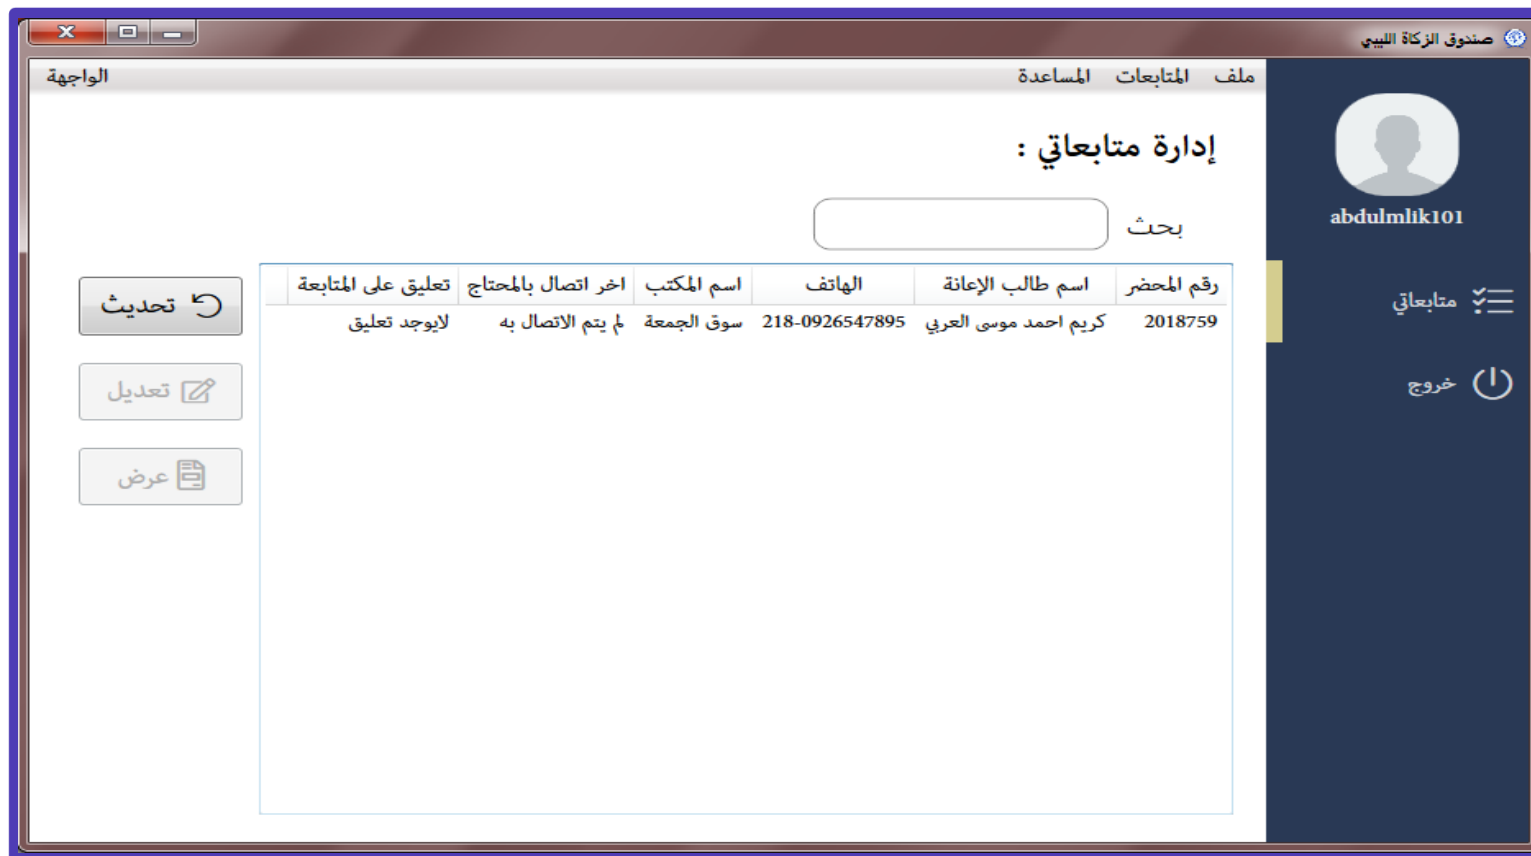 صندوق الزكاة الليبي
ملف المتابعات المساعدة الواجهة
abdulmlik101
متابعاتي
خروج
إدارة متابعاتي :
بحث
رقم المحضر اسم طالب الإعانة الهاتف اسم المكتب اخر اتصال بالمحتاج تعليق على المتابعة
2018759 كريم احمد موسى العربي 218-0926547895 سوق الجمعة لم يتم الاتصال به لايوجد تعليق
تحديث
تعديل
عرض